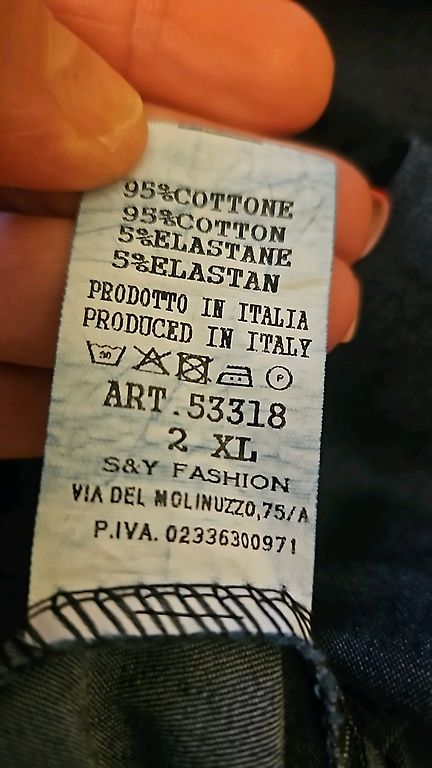 95%COTTONE
95%COTTON
5%ELASTANE
5%ELASTAN
PRODOTTO IN ITALIA
PRODUCED IN ITALY
30 P
ART.53318
2 XL
S&Y FASHION
VIA DEL MOLINUZZO,75/A
P.IVA. 02336300971